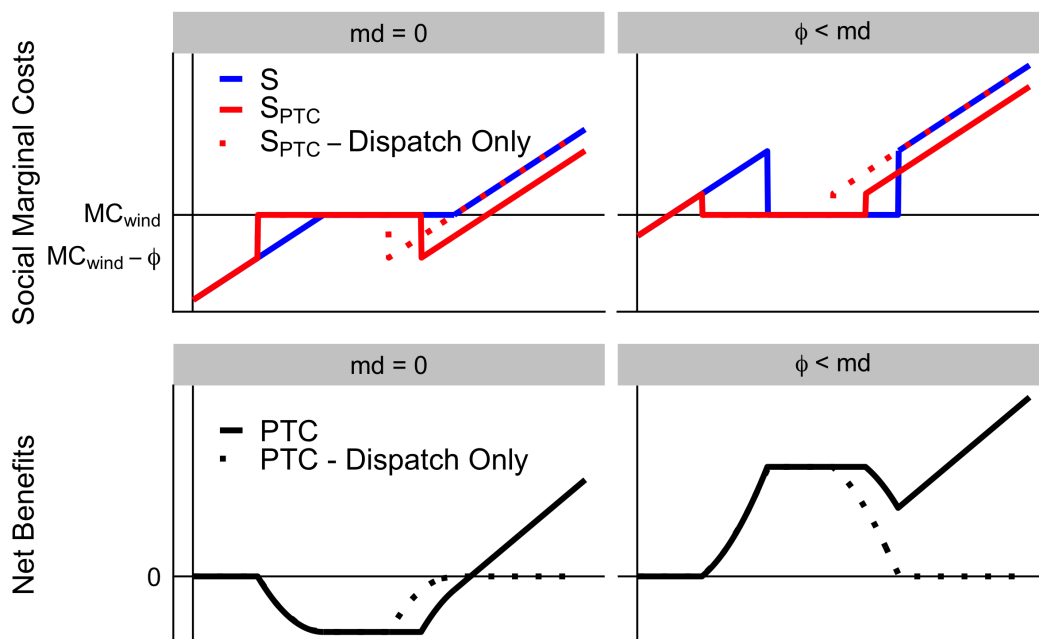 Social Marginal Costs
md = 0
ϕ < md
S
S_PTC
S_PTC – Dispatch Only
MC_wind
MC_wind – ϕ
Net Benefits
md = 0
ϕ < md
PTC
PTC - Dispatch Only
0